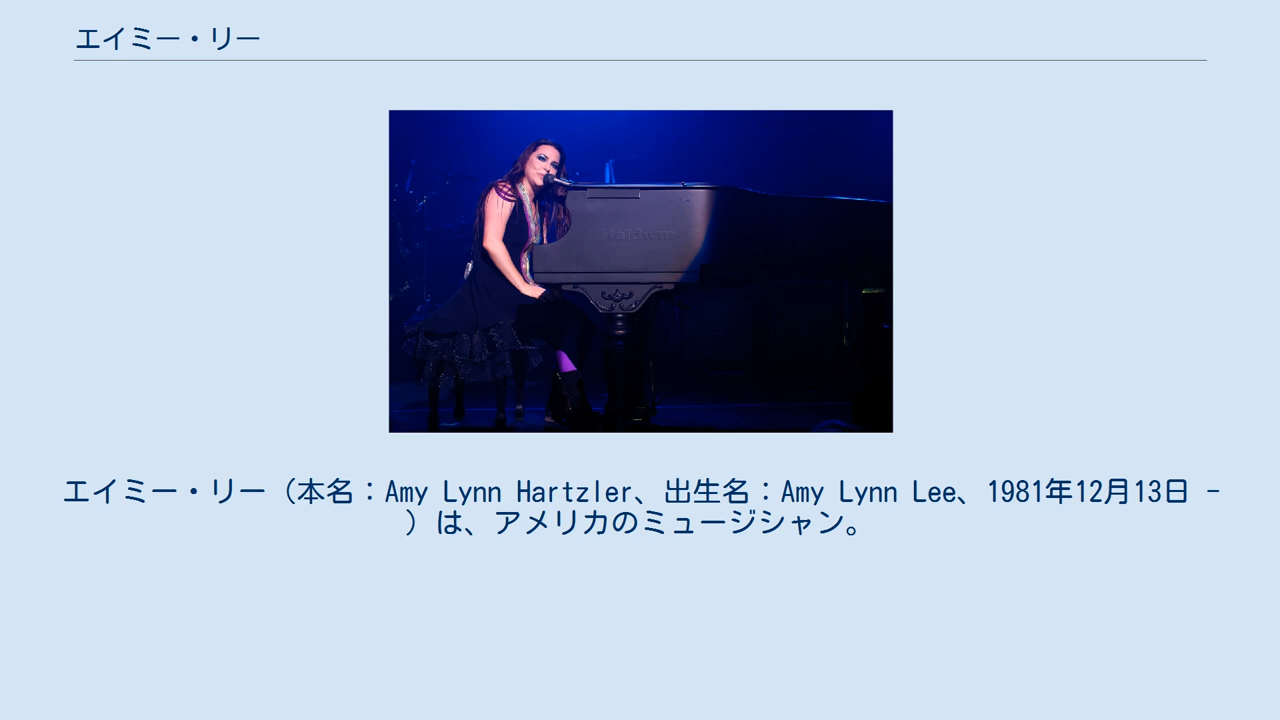 エイミー・リー
Baldwin
エイミー・リー（本名：Amy Lynn Hartzler、出生名：Amy Lynn Lee、1981年12月13日 -
）は、アメリカのミュージシャン。